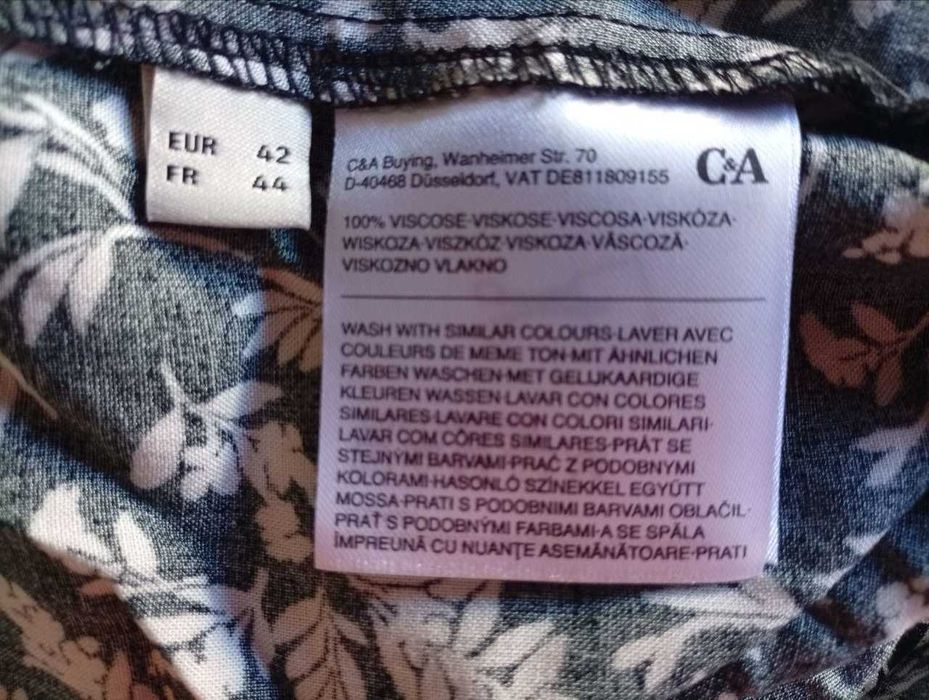 EUR 42
FR 44
C&A Buying, Wanheimer Str. 70
D-40468 Düsseldorf, VAT DE811809155
C&A
100% VISCOSE·VISKOSE·VISCOSA·VISKÓZA·
WISKOZA·VISZKÓZ·VISKOZA·VÂSCOZĂ·
VISKOZNO VLAKNO
WASH WITH SIMILAR COLOURS·LAVER AVEC
COULEURS DE MEME TON·MIT ÄHNLICHEN
FARBEN WASCHEN·MET GELIJKAARDIGE
KLEUREN WASSEN·LAVAR CON COLORES
SIMILARES·LAVARE CON COLORI SIMILARI·
LAVAR COM CÔRES SIMILARES·PRÁT SE
STEJNÝMI BARVAMI·PRAĆ Z PODOBNYMI
KOLORAMI·HASONLÓ SZÍNEKKEL EGYÜTT
MOSSA·PRATI S PODOBNIMI BARVAMI OBLAČIL·
PRAŤ S PODOBNÝMI FARBAMI·A SE SPĂLA
ÎMPREUNĂ CU NUANŢE ASEMĂNĂTOARE·PRATI